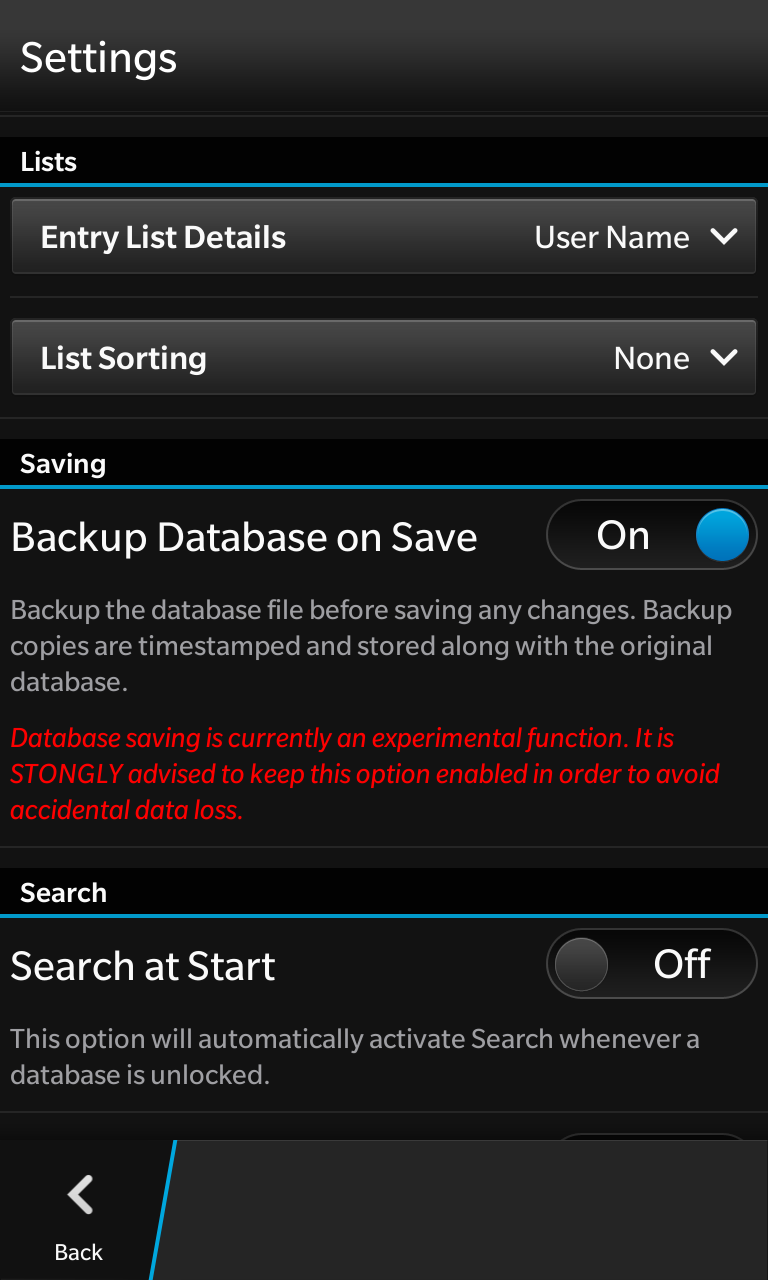 Settings
Lists
Entry List Details User Name
List Sorting None
Saving
Backup Database on Save On
Backup the database file before saving any changes. Backup
copies are timestamped and stored along with the original
database.
Database saving is currently an experimental function. It is
STONGLY advised to keep this option enabled in order to avoid
accidental data loss.
Search
Search at Start Off
This option will automatically activate Search whenever a
database is unlocked.
Back